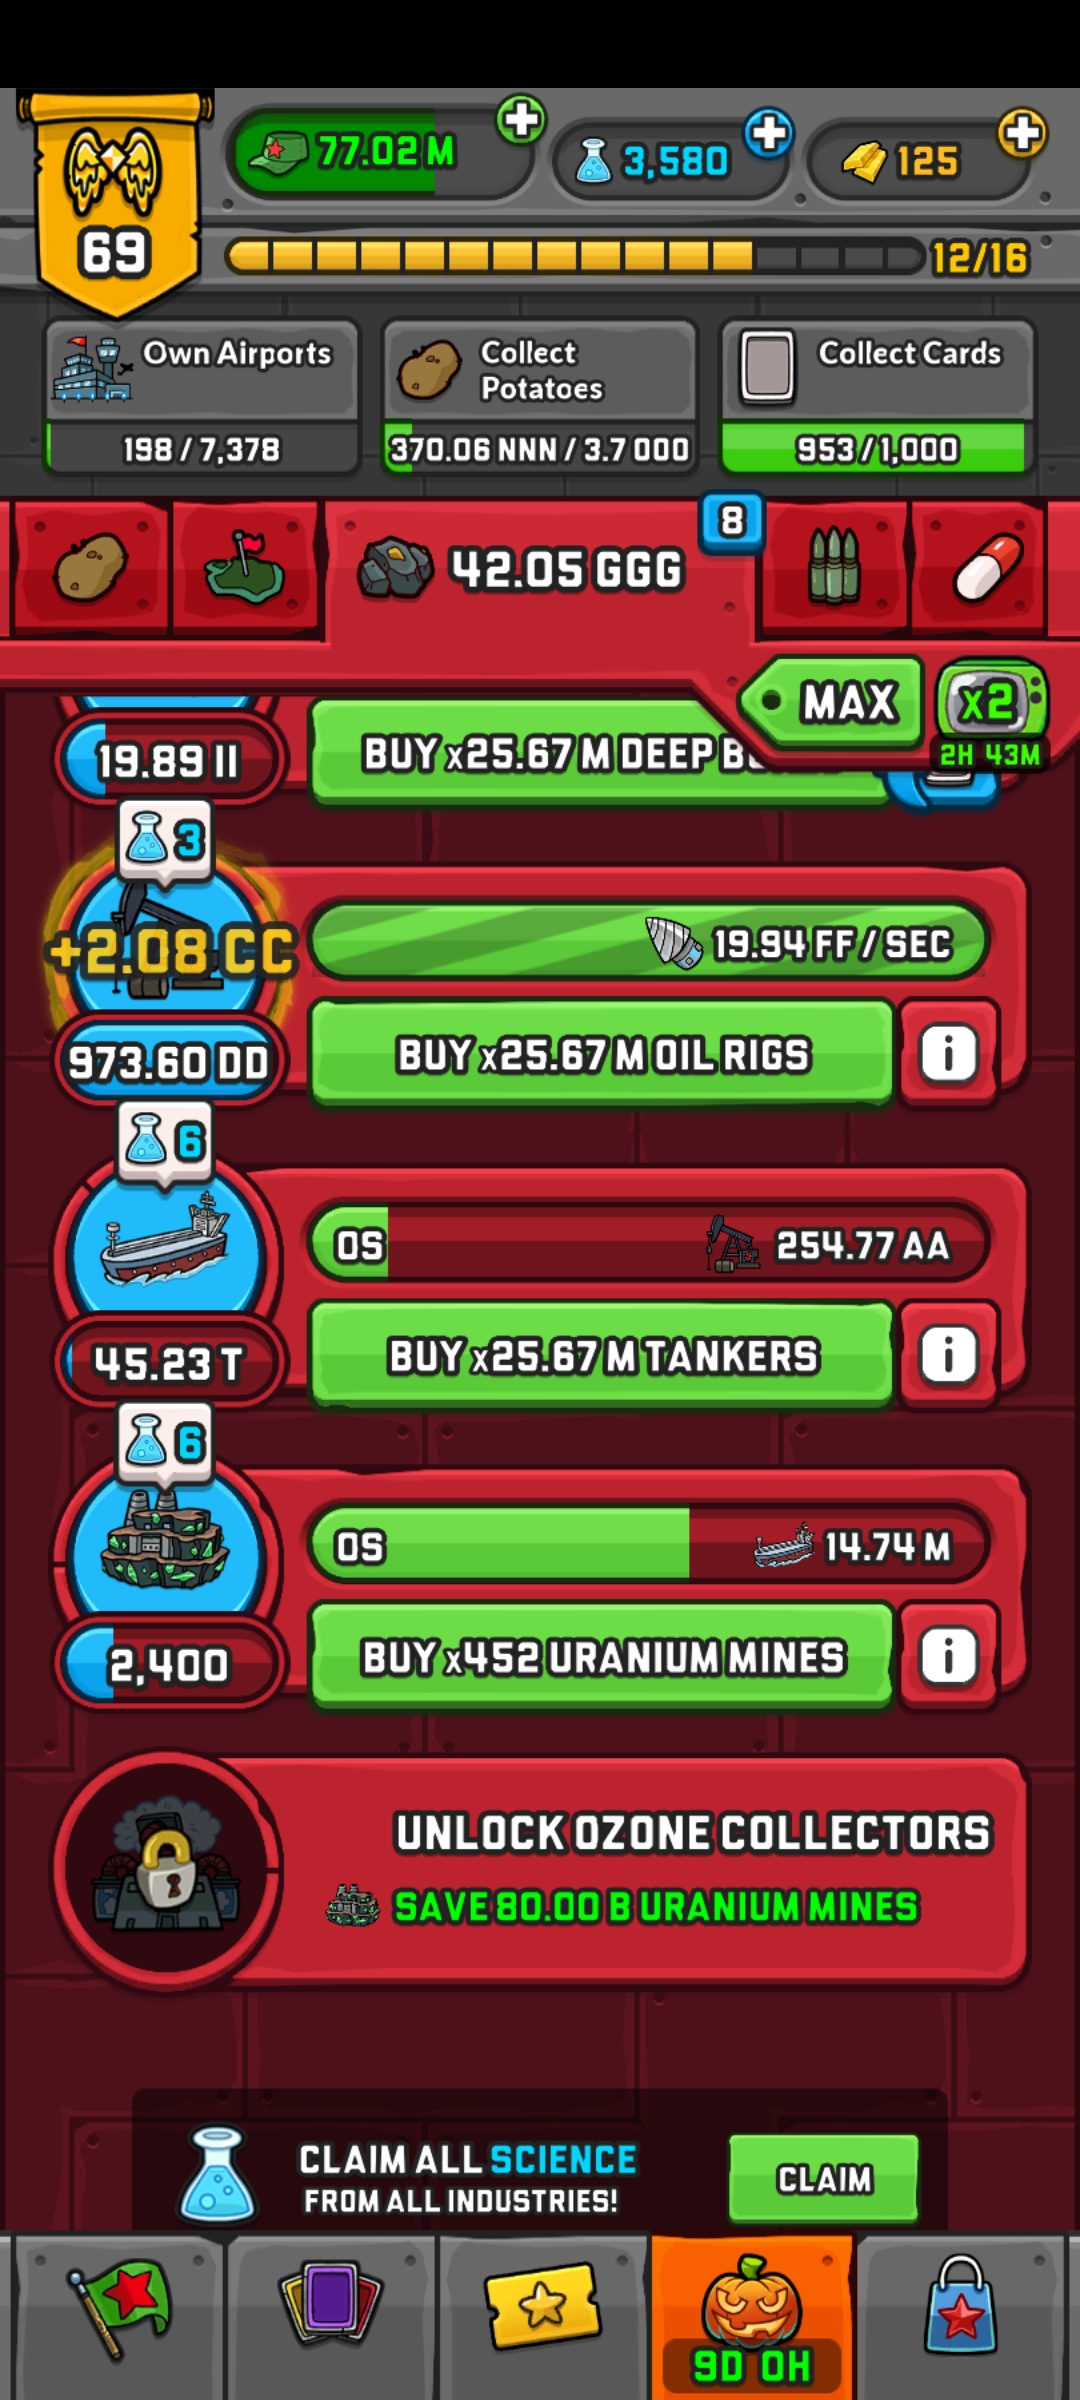 77.02 M
3,580
125
69
12/16
Own Airports
198 / 7,378
Collect
Potatoes
370.06 NNN / 3.7 OOO
Collect Cards
953 / 1,000
42.05 GGG
8
MAX
x2
2H 43M
19.89 II
BUY x25.67 M DEEP
3
+2.08 CC
19.94 FF / SEC
973.60 DD
BUY x25.67 M OIL RIGS
i
6
0S
254.77 AA
45.23 T
BUY x25.67 M TANKERS
i
6
0S
14.74 M
2,400
BUY x452 URANIUM MINES
i
UNLOCK OZONE COLLECTORS
SAVE 80.00 B URANIUM MINES
CLAIM ALL SCIENCE
FROM ALL INDUSTRIES!
CLAIM
9D 0H